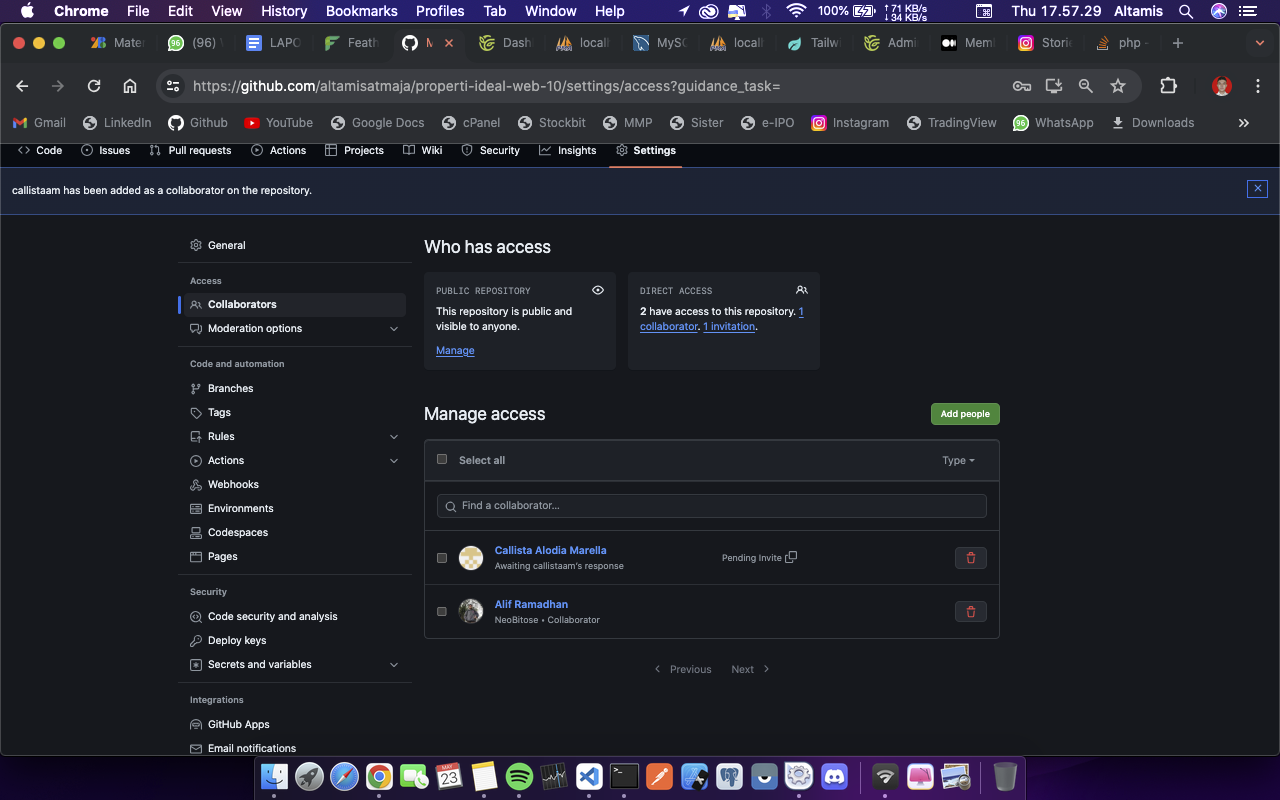 Chrome File Edit View History Bookmarks Profiles Tab Window Help 100% 71 KB/s 34 KB/s Thu 17.57.29 Altamis
Mater 96 (96) LAPO Feath M Dash locall MySQ locall Tailw Admi Mem Storie php -
https://github.com/altamisatmaja/properti-ideal-web-10/settings/access?guidance_task=
Gmail LinkedIn Github YouTube Google Docs cPanel Stockbit MMP Sister e-IPO Instagram TradingView 96 WhatsApp Downloads
Code Issues Pull requests Actions Projects Wiki Security Insights Settings
callistaam has been added as a collaborator on the repository.
General
Access
Collaborators
Moderation options
Code and automation
Branches
Tags
Rules
Actions
Webhooks
Environments
Codespaces
Pages
Security
Code security and analysis
Deploy keys
Secrets and variables
Integrations
GitHub Apps
Email notifications
Who has access
PUBLIC REPOSITORY
This repository is public and
visible to anyone.
Manage
DIRECT ACCESS
2 have access to this repository. 1
collaborator. 1 invitation.
Manage access
Add people
Select all
Type
Find a collaborator...
Callista Alodia Marella
Awaiting callistaam's response
Pending Invite
Alif Ramadhan
NeoBitose • Collaborator
Previous Next
MAY
23